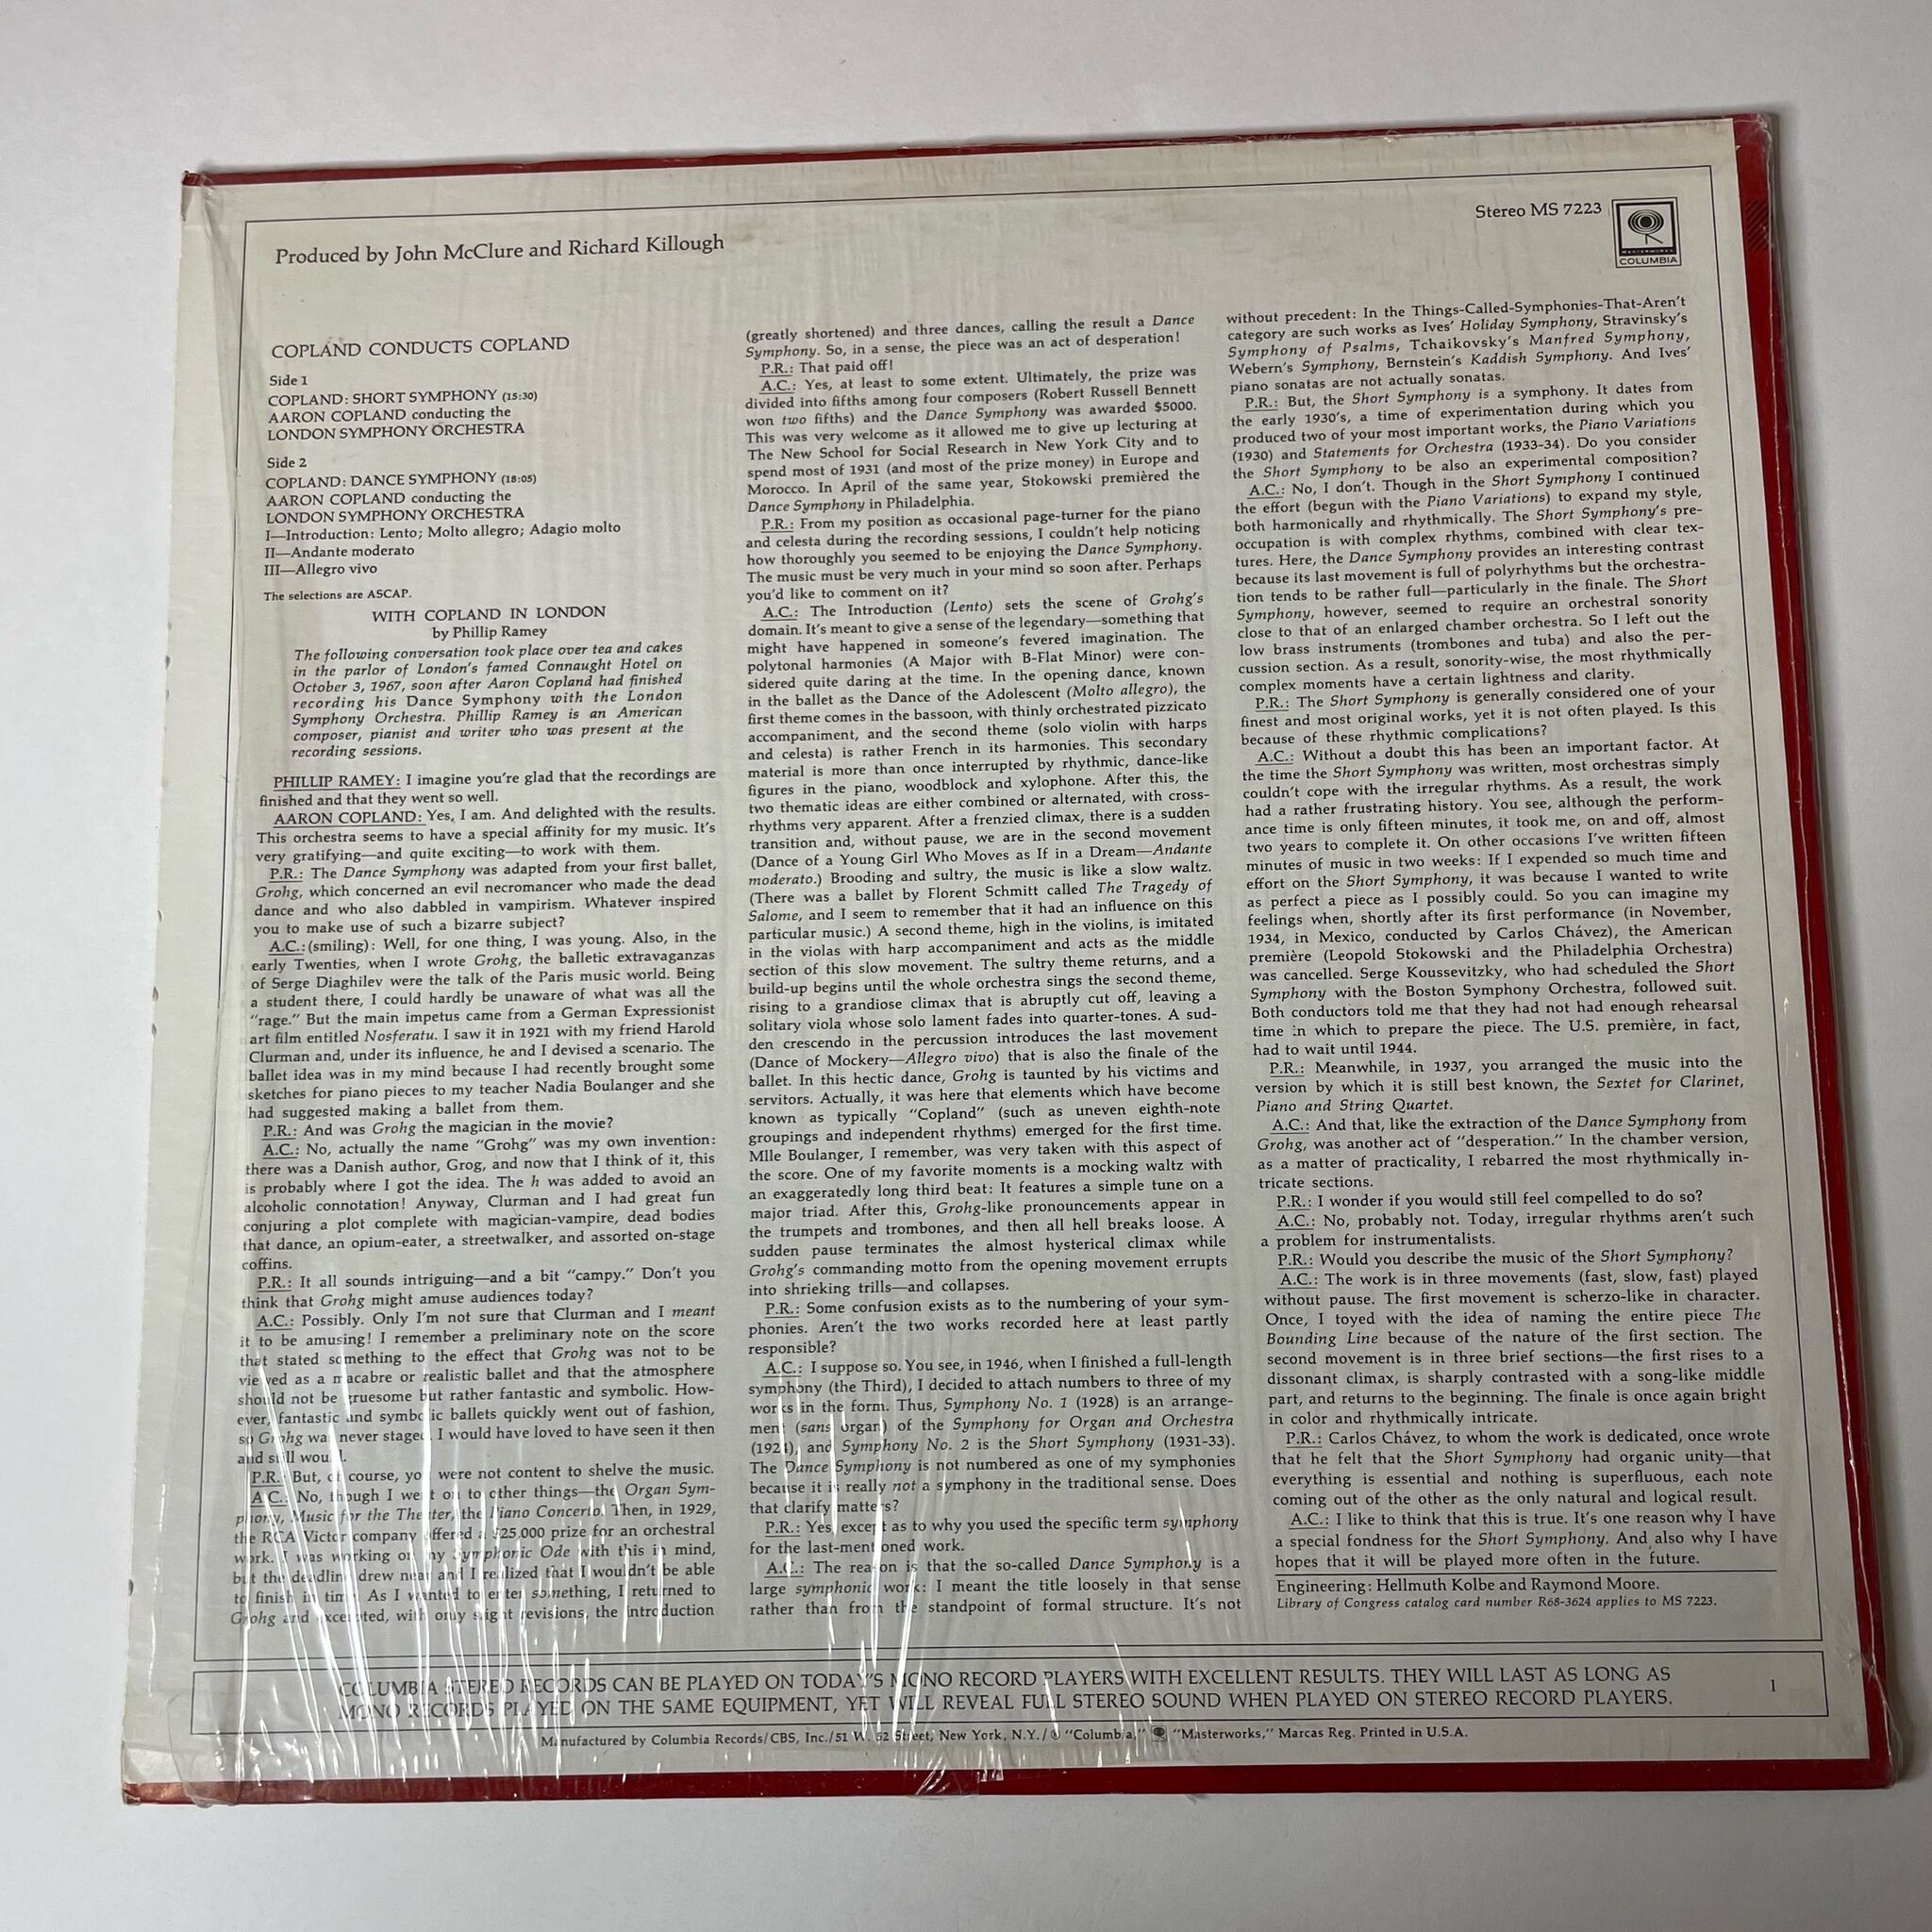 Produced by John McClure and Richard Killough
Stereo MS 7223
MASTERWORKS
COLUMBIA
COPLAND CONDUCTS COPLAND
Side 1
COPLAND: SHORT SYMPHONY (15:30)
AARON COPLAND conducting the
LONDON SYMPHONY ORCHESTRA
Side 2
COPLAND: DANCE SYMPHONY (18:05)
AARON COPLAND conducting the
LONDON SYMPHONY ORCHESTRA
I—Introduction: Lento; Molto allegro; Adagio molto
II—Andante moderato
III—Allegro vivo
The selections are ASCAP.
WITH COPLAND IN LONDON
by Phillip Ramey
The following conversation took place over tea and cakes
in the parlor of London's famed Connaught Hotel on
October 3, 1967, soon after Aaron Copland had finished
recording his Dance Symphony with the London
Symphony Orchestra. Phillip Ramey is an American
composer, pianist and writer who was present at the
recording sessions.
PHILLIP RAMEY: I imagine you're glad that the recordings are
finished and that they went so well.
AARON COPLAND: Yes, I am. And delighted with the results.
This orchestra seems to have a special affinity for my music. It's
very gratifying—and quite exciting—to work with them.
P.R.: The Dance Symphony was adapted from your first ballet,
Grohg, which concerned an evil necromancer who made the dead
dance and who also dabbled in vampirism. Whatever inspired
you to make use of such a bizarre subject?
A.C.:(smiling): Well, for one thing, I was young. Also, in the
early Twenties, when I wrote Grohg, the balletic extravaganzas
of Serge Diaghilev were the talk of the Paris music world. Being
a student there, I could hardly be unaware of what was all the
"rage." But the main impetus came from a German Expressionist
art film entitled Nosferatu. I saw it in 1921 with my friend Harold
Clurman and, under its influence, he and I devised a scenario. The
ballet idea was in my mind because I had recently brought some
sketches for piano pieces to my teacher Nadia Boulanger and she
had suggested making a ballet from them.
P.R.: And was Grohg the magician in the movie?
A.C.: No, actually the name "Grohg" was my own invention:
there was a Danish author, Grog, and now that I think of it, this
is probably where I got the idea. The h was added to avoid an
alcoholic connotation! Anyway, Clurman and I had great fun
conjuring a plot complete with magician-vampire, dead bodies
that dance, an opium-eater, a streetwalker, and assorted on-stage
coffins.
P.R.: It all sounds intriguing—and a bit "campy." Don't you
think that Grohg might amuse audiences today?
A.C.: Possibly. Only I'm not sure that Clurman and I meant
it to be amusing! I remember a preliminary note on the score
that stated something to the effect that Grohg was not to be
viewed as a macabre or realistic ballet and that the atmosphere
should not be gruesome but rather fantastic and symbolic. How-
ever, fantastic and symbolic ballets quickly went out of fashion,
so Grohg was never staged. I would have loved to have seen it then
and still would.
P.R.: But, of course, you were not content to shelve the music.
A.C.: No, though I went on to other things—the Organ Sym-
phony, Music for the Theater, the Piano Concerto. Then, in 1929,
the RCA Victor company offered a $25,000 prize for an orchestral
work. I was working on my Symphonic Ode with this in mind,
but the deadline drew near and I realized that I wouldn't be able
to finish in time. As I wanted to enter something, I returned to
Grohg and excerpted, with only slight revisions, the introduction
(greatly shortened) and three dances, calling the result a Dance
Symphony. So, in a sense, the piece was an act of desperation!
P.R.: That paid off!
A.C.: Yes, at least to some extent. Ultimately, the prize was
divided into fifths among four composers (Robert Russell Bennett
won two fifths) and the Dance Symphony was awarded $5000.
This was very welcome as it allowed me to give up lecturing at
The New School for Social Research in New York City and to
spend most of 1931 (and most of the prize money) in Europe and
Morocco. In April of the same year, Stokowski premièred the
Dance Symphony in Philadelphia.
P.R.: From my position as occasional page-turner for the piano
and celesta during the recording sessions, I couldn't help noticing
how thoroughly you seemed to be enjoying the Dance Symphony.
The music must be very much in your mind so soon after. Perhaps
you'd like to comment on it?
A.C.: The Introduction (Lento) sets the scene of Grohg's
domain. It's meant to give a sense of the legendary—something that
might have happened in someone's fevered imagination. The
polytonal harmonies (A Major with B-Flat Minor) were con-
sidered quite daring at the time. In the opening dance, known
in the ballet as the Dance of the Adolescent (Molto allegro), the
first theme comes in the bassoon, with thinly orchestrated pizzicato
accompaniment, and the second theme (solo violin with harps
and celesta) is rather French in its harmonies. This secondary
material is more than once interrupted by rhythmic, dance-like
figures in the piano, woodblock and xylophone. After this, the
two thematic ideas are either combined or alternated, with cross-
rhythms very apparent. After a frenzied climax, there is a sudden
transition and, without pause, we are in the second movement
(Dance of a Young Girl Who Moves as If in a Dream—Andante
moderato.) Brooding and sultry, the music is like a slow waltz.
(There was a ballet by Florent Schmitt called The Tragedy of
Salome, and I seem to remember that it had an influence on this
particular music.) A second theme, high in the violins, is imitated
in the violas with harp accompaniment and acts as the middle
section of this slow movement. The sultry theme returns, and a
build-up begins until the whole orchestra sings the second theme,
rising to a grandiose climax that is abruptly cut off, leaving a
solitary viola whose solo lament fades into quarter-tones. A sud-
den crescendo in the percussion introduces the last movement
(Dance of Mockery—Allegro vivo) that is also the finale of the
ballet. In this hectic dance, Grohg is taunted by his victims and
servitors. Actually, it was here that elements which have become
known as typically "Copland" (such as uneven eighth-note
groupings and independent rhythms) emerged for the first time.
Mlle Boulanger, I remember, was very taken with this aspect of
the score. One of my favorite moments is a mocking waltz with
an exaggeratedly long third beat: It features a simple tune on a
major triad. After this, Grohg-like pronouncements appear in
the trumpets and trombones, and then all hell breaks loose. A
sudden pause terminates the almost hysterical climax while
Grohg's commanding motto from the opening movement errupts
into shrieking trills—and collapses.
P.R.: Some confusion exists as to the numbering of your sym-
phonies. Aren't the two works recorded here at least partly
responsible?
A.C.: I suppose so. You see, in 1946, when I finished a full-length
symphony (the Third), I decided to attach numbers to three of my
works in the form. Thus, Symphony No. 1 (1928) is an arrange-
ment (sans organ) of the Symphony for Organ and Orchestra
(1924), and Symphony No. 2 is the Short Symphony (1931-33).
The Dance Symphony is not numbered as one of my symphonies
because it is really not a symphony in the traditional sense. Does
that clarify matters?
P.R.: Yes, except as to why you used the specific term symphony
for the last-mentioned work.
A.C.: The reason is that the so-called Dance Symphony is a
large symphonic work: I meant the title loosely in that sense
rather than from the standpoint of formal structure. It's not
without precedent: In the Things-Called-Symphonies-That-Aren't
category are such works as Ives' Holiday Symphony, Stravinsky's
Symphony of Psalms, Tchaikovsky's Manfred Symphony,
Webern's Symphony, Bernstein's Kaddish Symphony. And Ives'
piano sonatas are not actually sonatas.
P.R.: But, the Short Symphony is a symphony. It dates from
the early 1930's, a time of experimentation during which you
produced two of your most important works, the Piano Variations
(1930) and Statements for Orchestra (1933-34). Do you consider
the Short Symphony to be also an experimental composition?
A.C.: No, I don't. Though in the Short Symphony I continued
the effort (begun with the Piano Variations) to expand my style,
both harmonically and rhythmically. The Short Symphony's pre-
occupation is with complex rhythms, combined with clear tex-
tures. Here, the Dance Symphony provides an interesting contrast
because its last movement is full of polyrhythms but the orchestra-
tion tends to be rather full—particularly in the finale. The Short
Symphony, however, seemed to require an orchestral sonority
close to that of an enlarged chamber orchestra. So I left out the
low brass instruments (trombones and tuba) and also the per-
cussion section. As a result, sonority-wise, the most rhythmically
complex moments have a certain lightness and clarity.
P.R.: The Short Symphony is generally considered one of your
finest and most original works, yet it is not often played. Is this
because of these rhythmic complications?
A.C.: Without a doubt this has been an important factor. At
the time the Short Symphony was written, most orchestras simply
couldn't cope with the irregular rhythms. As a result, the work
had a rather frustrating history. You see, although the perform-
ance time is only fifteen minutes, it took me, on and off, almost
two years to complete it. On other occasions I've written fifteen
minutes of music in two weeks: If I expended so much time and
effort on the Short Symphony, it was because I wanted to write
as perfect a piece as I possibly could. So you can imagine my
feelings when, shortly after its first performance (in November,
1934, in Mexico, conducted by Carlos Chávez), the American
première (Leopold Stokowski and the Philadelphia Orchestra)
was cancelled. Serge Koussevitzky, who had scheduled the Short
Symphony with the Boston Symphony Orchestra, followed suit.
Both conductors told me that they had not had enough rehearsal
time in which to prepare the piece. The U.S. première, in fact,
had to wait until 1944.
P.R.: Meanwhile, in 1937, you arranged the music into the
version by which it is still best known, the Sextet for Clarinet,
Piano and String Quartet.
A.C.: And that, like the extraction of the Dance Symphony from
Grohg, was another act of "desperation." In the chamber version,
as a matter of practicality, I rebarred the most rhythmically in-
tricate sections.
P.R.: I wonder if you would still feel compelled to do so?
A.C.: No, probably not. Today, irregular rhythms aren't such
a problem for instrumentalists.
P.R.: Would you describe the music of the Short Symphony?
A.C.: The work is in three movements (fast, slow, fast) played
without pause. The first movement is scherzo-like in character.
Once, I toyed with the idea of naming the entire piece The
Bounding Line because of the nature of the first section. The
second movement is in three brief sections—the first rises to a
dissonant climax, is sharply contrasted with a song-like middle
part, and returns to the beginning. The finale is once again bright
in color and rhythmically intricate.
P.R.: Carlos Chávez, to whom the work is dedicated, once wrote
that he felt that the Short Symphony had organic unity—that
everything is essential and nothing is superfluous, each note
coming out of the other as the only natural and logical result.
A.C.: I like to think that this is true. It's one reason why I have
a special fondness for the Short Symphony. And also why I have
hopes that it will be played more often in the future.
Engineering: Hellmuth Kolbe and Raymond Moore.
Library of Congress catalog card number R68-3624 applies to MS 7223.
COLUMBIA STEREO RECORDS CAN BE PLAYED ON TODAY'S MONO RECORD PLAYERS WITH EXCELLENT RESULTS. THEY WILL LAST AS LONG AS
MONO RECORDS PLAYED ON THE SAME EQUIPMENT, YET WILL REVEAL FULL STEREO SOUND WHEN PLAYED ON STEREO RECORD PLAYERS.
1
Manufactured by Columbia Records/CBS, Inc./51 W. 52 Street, New York, N.Y./® "Columbia," "Masterworks," Marcas Reg. Printed in U.S.A.